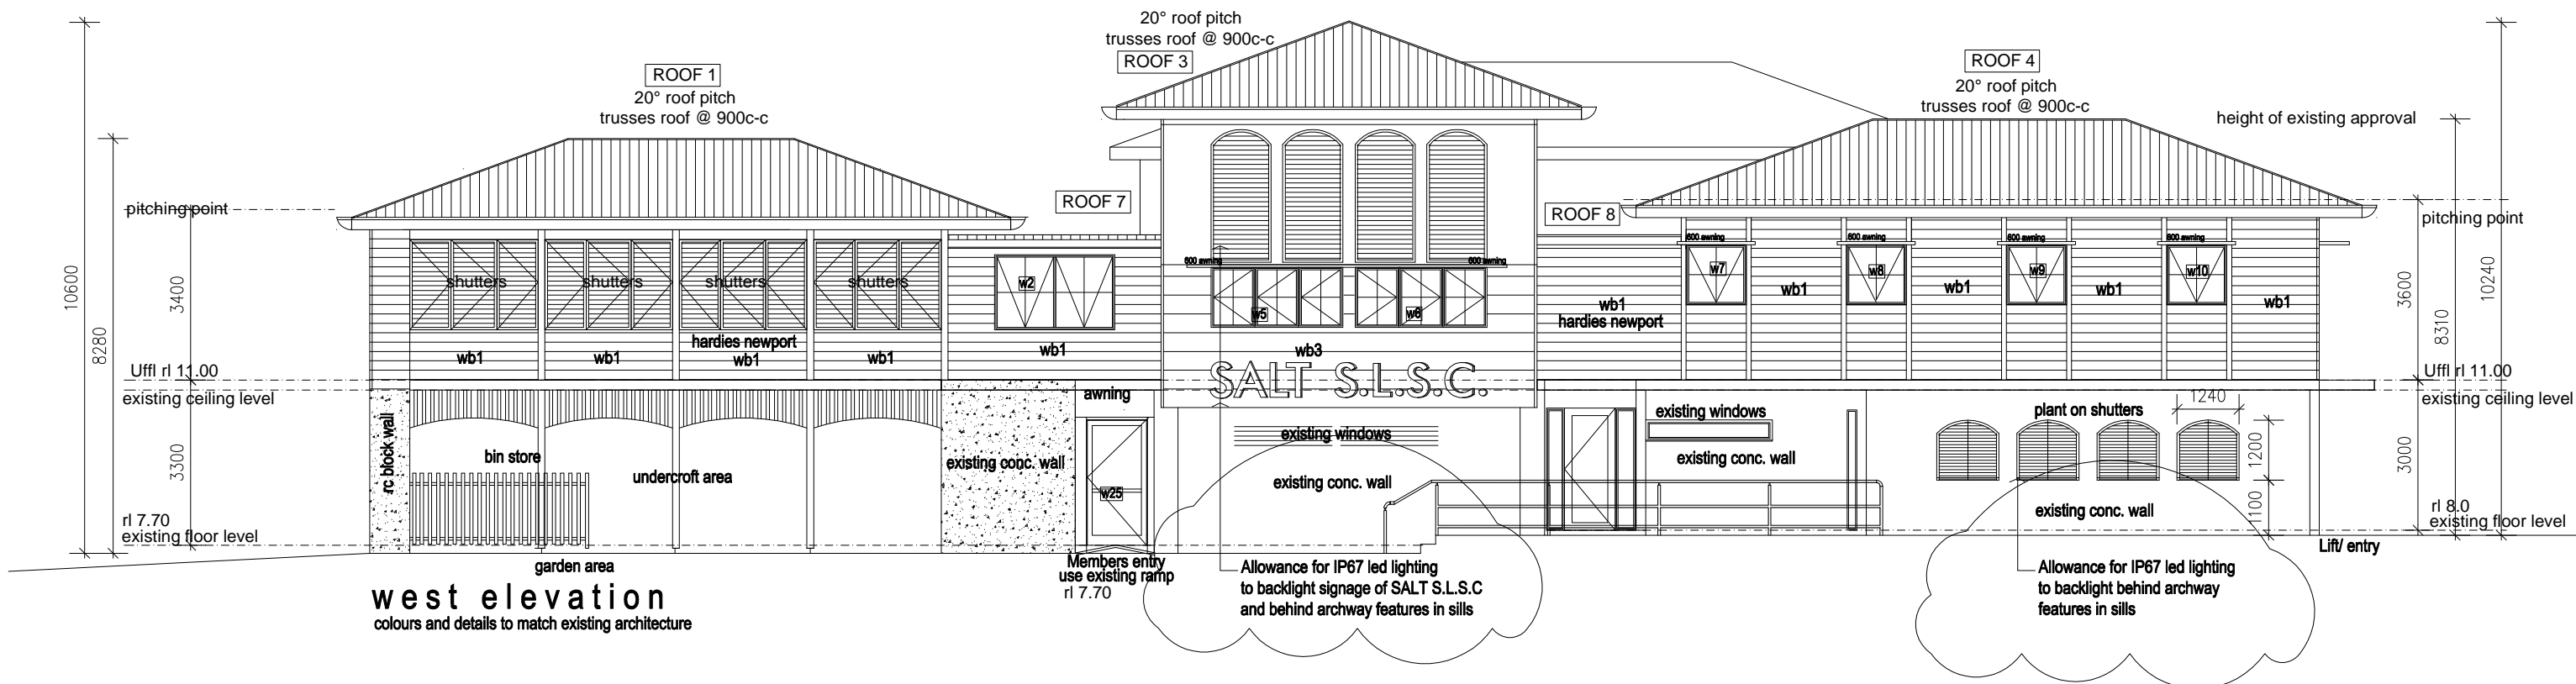 20° roof pitch
trusses roof @ 900c-c
ROOF 3
ROOF 1
20° roof pitch
trusses roof @ 900c-c
ROOF 4
20° roof pitch
trusses roof @ 900c-c
height of existing approval
pitching point
ROOF 7
ROOF 8
pitching point
10600
8280
3400
3300
shutters
shutters
shutters
shutters
w2
600 awning
600 awning
w5
w6
600 awning
600 awning
600 awning
600 awning
w7
w8
w9
w10
wb1
wb1
wb1
wb1
hardies newport
wb1
3600
8310
10240
wb1
wb1
hardies newport
wb1
wb1
wb1
wb3
Uffl rl 11.00
existing ceiling level
SALT S.L.S.C.
Uffl rl 11.00
existing ceiling level
awning
rc block wall
bin store
undercroft area
existing conc. wall
w25
existing windows
existing conc. wall
existing windows
existing conc. wall
plant on shutters
1240
1200
1100
3000
existing conc. wall
rl 7.70
existing floor level
rl 8.0
existing floor level
Lift/ entry
garden area
Members entry
use existing ramp
rl 7.70
Allowance for IP67 led lighting
to backlight signage of SALT S.L.S.C
and behind archway features in sills
Allowance for IP67 led lighting
to backlight behind archway
features in sills
west elevation
colours and details to match existing architecture